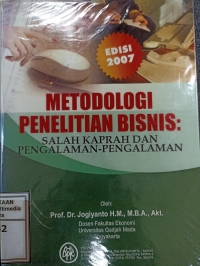 EDISI
2007
METODOLOGI
PENELITIAN BISNIS:
SALAH KAPRAH DAN
PENGALAMAN-PENGALAMAN
Oleh:
Prof. Dr. Jogiyanto H.M., M.B.A., Akt.
Dosen Fakultas Ekonomi
Universitas Gadjah Mada
Yogyakarta